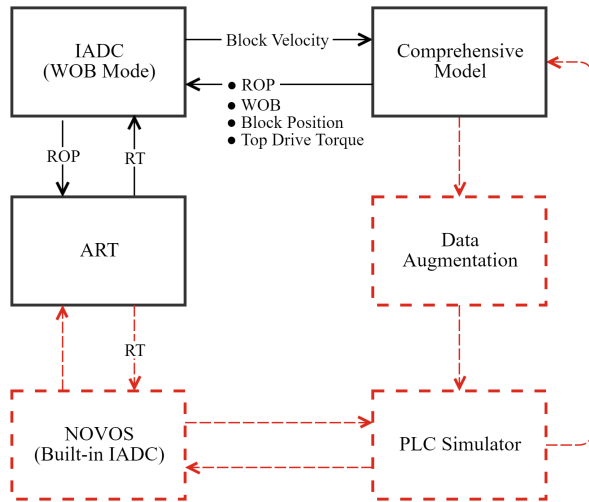 IADC
(WOB Mode)
Block Velocity
Comprehensive
Model
● ROP
● WOB
● Block Position
● Top Drive Torque
ROP
RT
ART
Data
Augmentation
RT
NOVOS
(Built-in IADC)
PLC Simulator